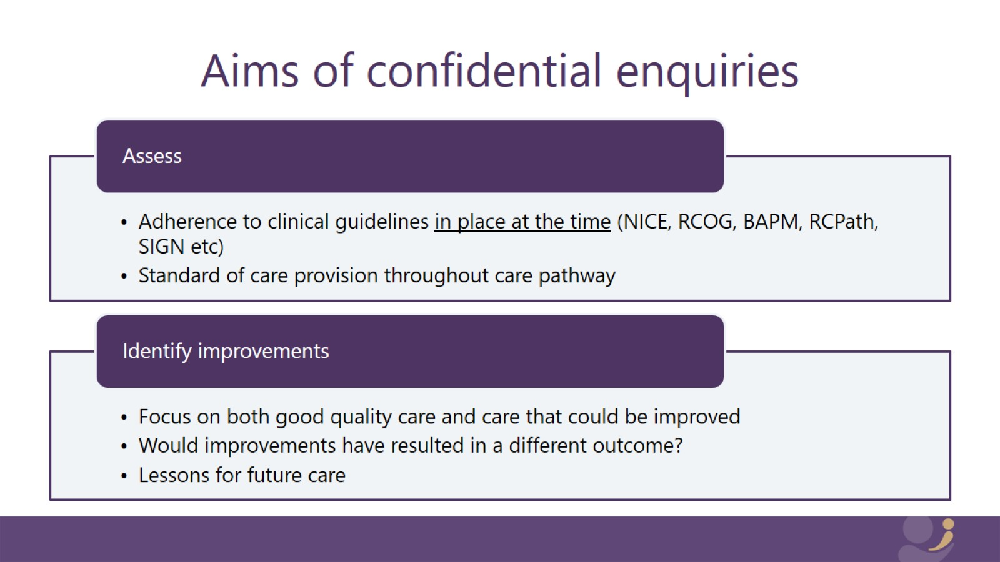 Aims of confidential enquiries
Assess
• Adherence to clinical guidelines in place at the time (NICE, RCOG, BAPM, RCPath,
SIGN etc)
• Standard of care provision throughout care pathway
Identify improvements
• Focus on both good quality care and care that could be improved
• Would improvements have resulted in a different outcome?
• Lessons for future care